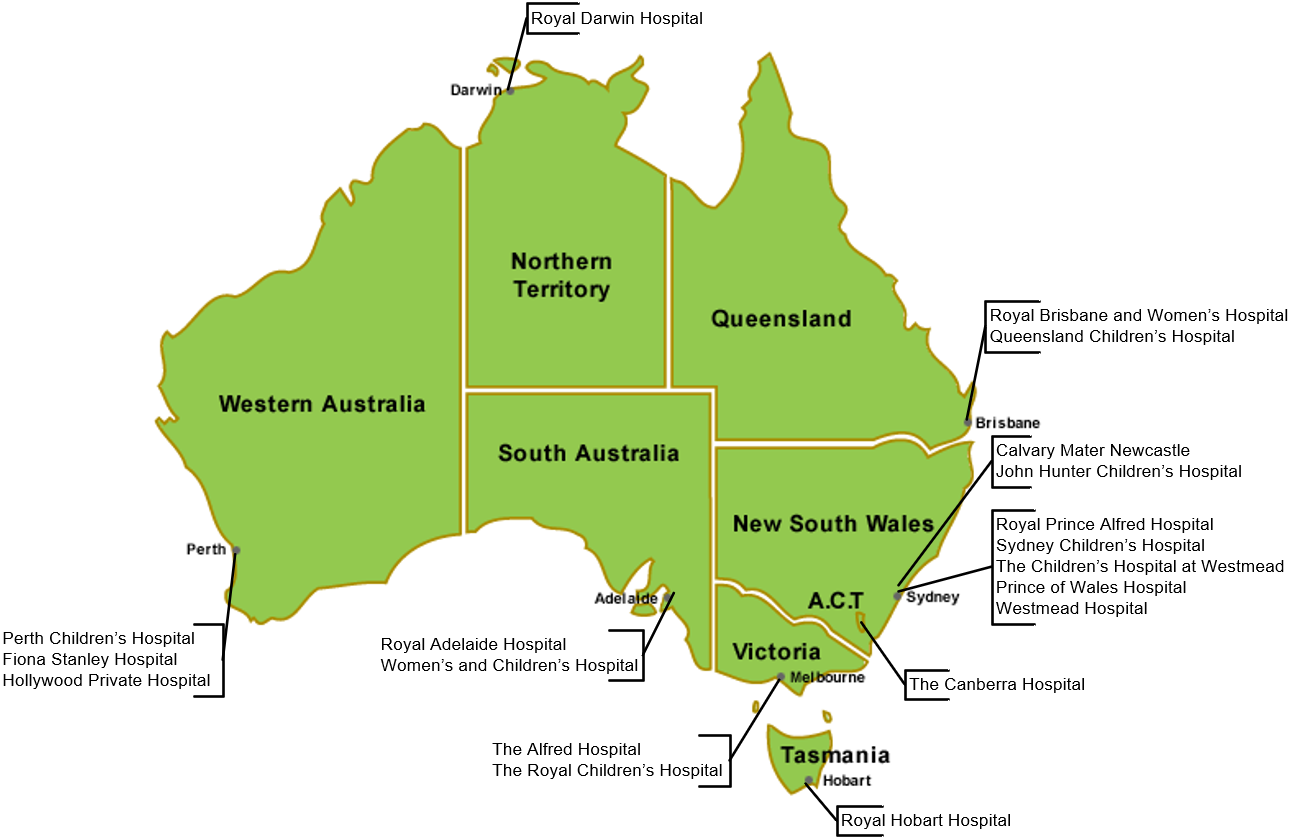 Royal Darwin Hospital
Darwin
Northern
Territory
Queensland
Royal Brisbane and Women’s Hospital
Queensland Children’s Hospital
Western Australia
Brisbane
South Australia
Calvary Mater Newcastle
John Hunter Children’s Hospital
New South Wales
Royal Prince Alfred Hospital
Sydney Children’s Hospital
The Children’s Hospital at Westmead
Prince of Wales Hospital
Westmead Hospital
Perth
Adelaide
A.C.T
Sydney
Perth Children’s Hospital
Fiona Stanley Hospital
Hollywood Private Hospital
Royal Adelaide Hospital
Women’s and Children’s Hospital
Victoria
Melbourne
The Canberra Hospital
The Alfred Hospital
The Royal Children’s Hospital
Tasmania
Hobart
Royal Hobart Hospital